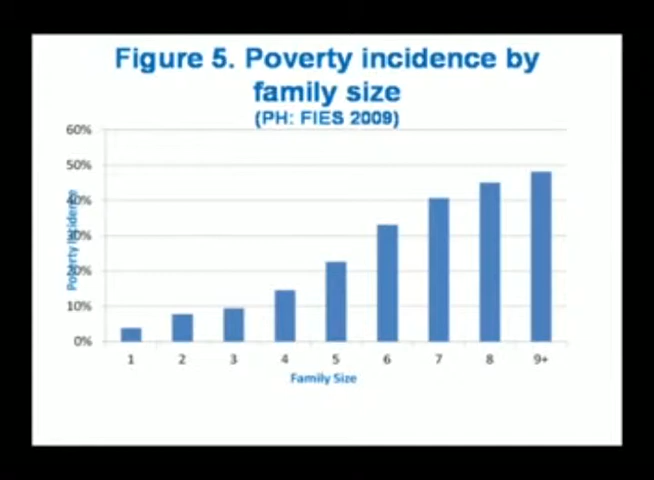 Figure 5. Poverty incidence by
family size
(PH: FIES 2009)
60%
50%
40%
30%
20%
10%
0%
Poverty Incidence
1 2 3 4 5 6 7 8 9+
Family Size